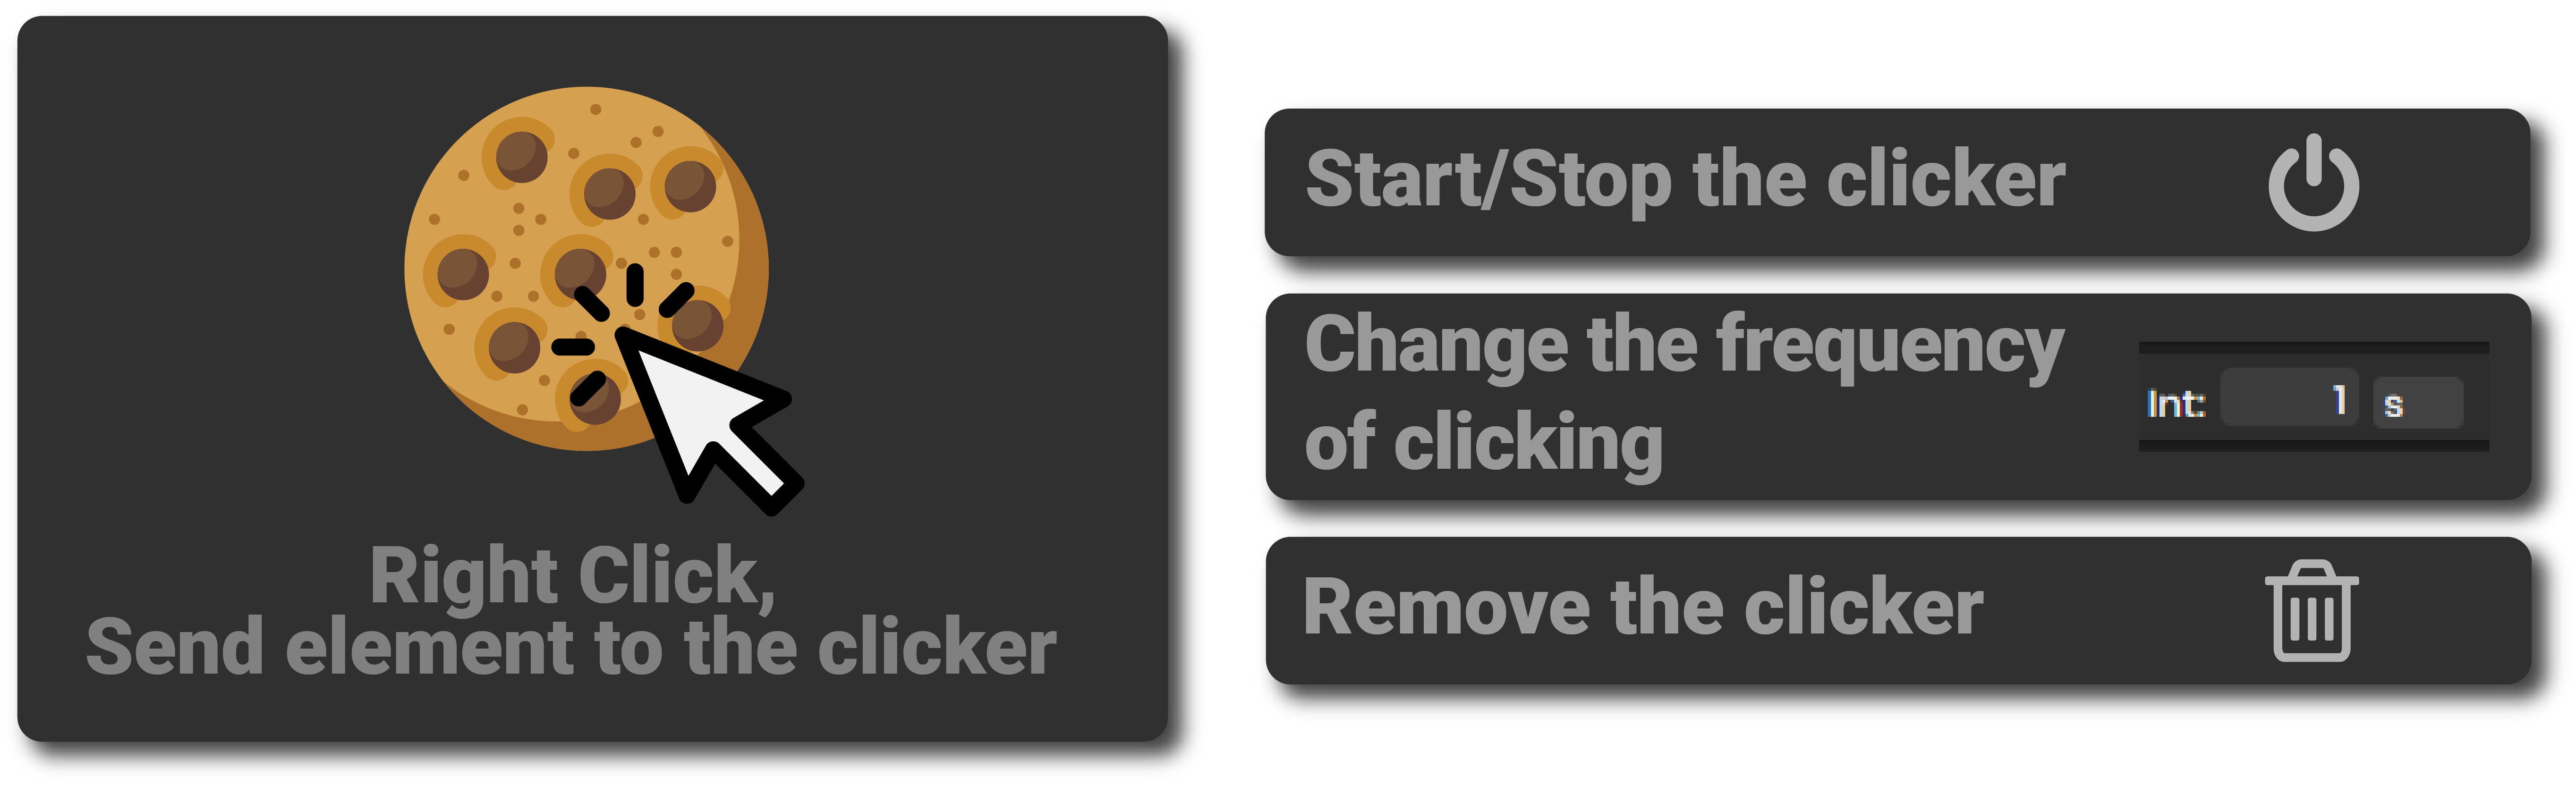 Right Click,
Send element to the clicker
Start/Stop the clicker
Change the frequency
of clicking
Int: 1 s
Remove the clicker